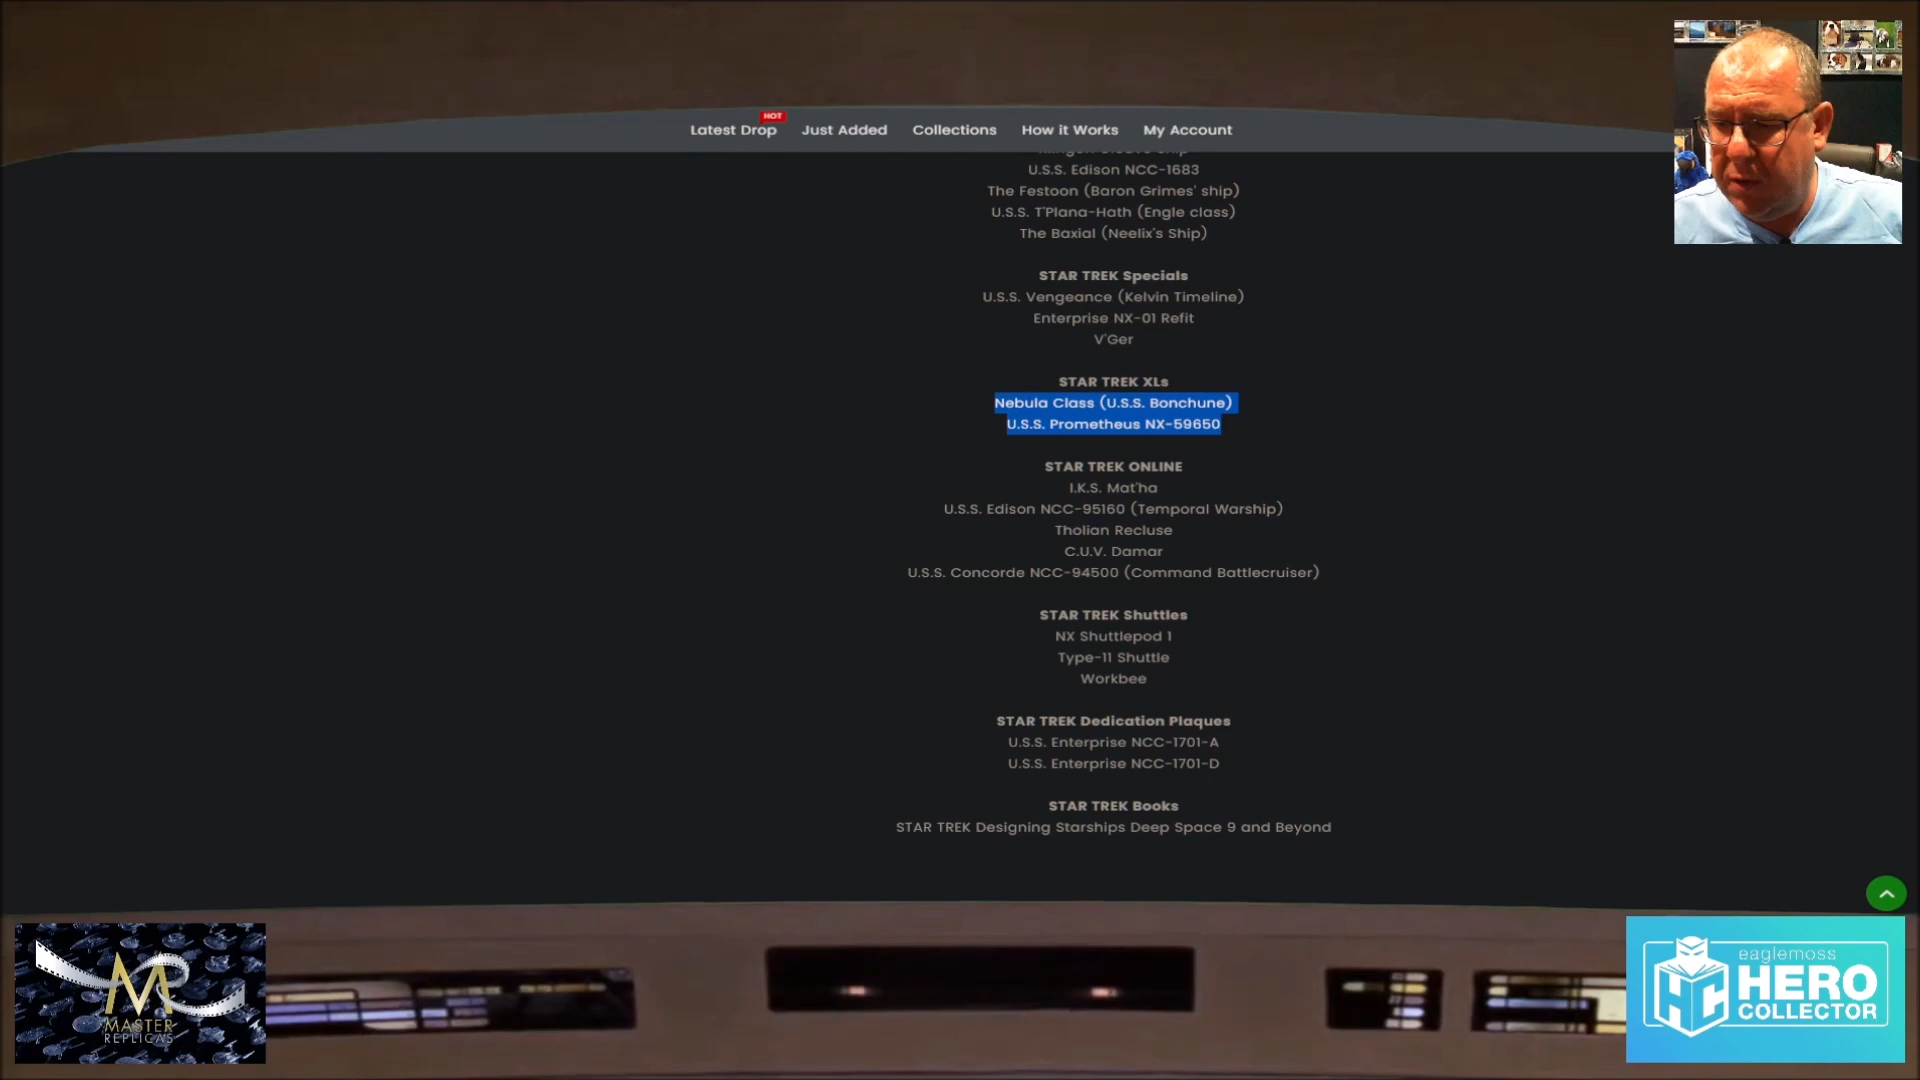 HOT
Latest Drop Just Added Collections How it Works My Account
U.S.S. Edison NCC-1683
The Festoon (Baron Grimes' ship)
U.S.S. T'Plana-Hath (Engle class)
The Baxial (Neelix's Ship)
STAR TREK Specials
U.S.S. Vengeance (Kelvin Timeline)
Enterprise NX-01 Refit
V'Ger
STAR TREK XLs
Nebula Class (U.S.S. Bonchune)
U.S.S. Prometheus NX-59650
STAR TREK ONLINE
I.K.S. Mat'ha
U.S.S. Edison NCC-95160 (Temporal Warship)
Tholian Recluse
C.U.V. Damar
U.S.S. Concorde NCC-94500 (Command Battlecruiser)
STAR TREK Shuttles
NX Shuttlepod 1
Type-11 Shuttle
Workbee
STAR TREK Dedication Plaques
U.S.S. Enterprise NCC-1701-A
U.S.S. Enterprise NCC-1701-D
STAR TREK Books
STAR TREK Designing Starships Deep Space 9 and Beyond
MR
MASTER
REPLICAS
eaglemoss
HC
HERO
COLLECTOR